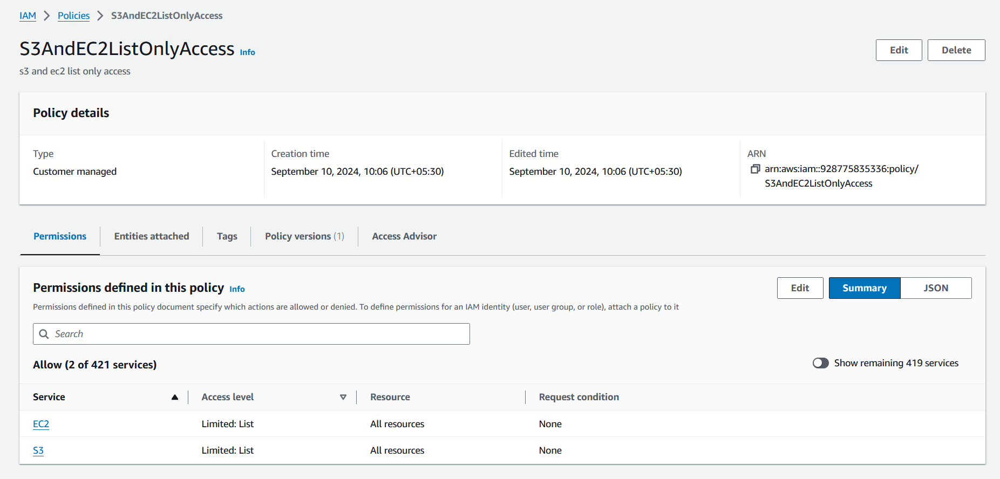 IAM > Policies > S3AndEC2ListOnlyAccess
S3AndEC2ListOnlyAccess Info
Edit Delete
s3 and ec2 list only access
Policy details
Type
Customer managed
Creation time
September 10, 2024, 10:06 (UTC+05:30)
Edited time
September 10, 2024, 10:06 (UTC+05:30)
ARN
arn:aws:iam::928775835336:policy/
S3AndEC2ListOnlyAccess
Permissions Entities attached Tags Policy versions (1) Access Advisor
Permissions defined in this policy Info
Edit Summary JSON
Permissions defined in this policy document specify which actions are allowed or denied. To define permissions for an IAM identity (user, user group, or role), attach a policy to it
Search
Allow (2 of 421 services)
Show remaining 419 services
Service Access level Resource Request condition
EC2 Limited: List All resources None
S3 Limited: List All resources None